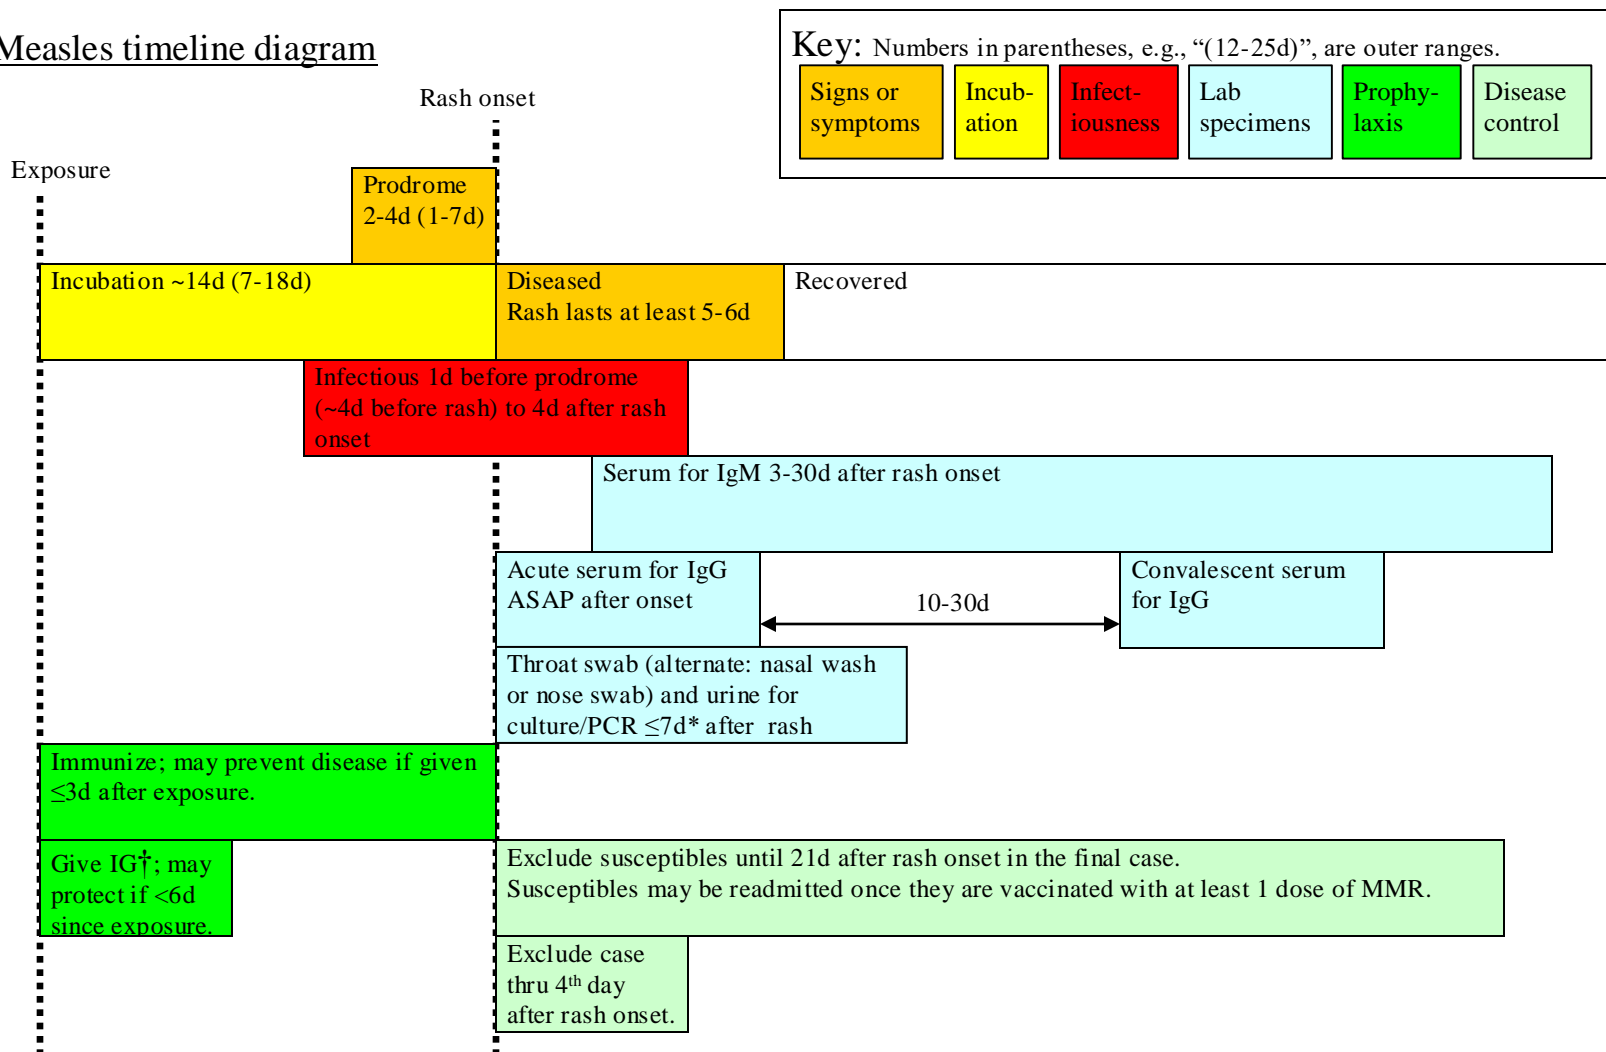 Measles timeline diagram
Key: Numbers in parentheses, e.g., “(12-25d)”, are outer ranges.
Signs or
symptoms
Incub-
ation
Infect-
iousness
Lab
specimens
Prophy-
laxis
Disease
control
Rash onset
Exposure
Prodrome
2-4d (1-7d)
Incubation ~14d (7-18d)
Diseased
Rash lasts at least 5-6d
Recovered
Infectious 1d before prodrome
(~4d before rash) to 4d after rash
onset
Serum for IgM 3-30d after rash onset
Acute serum for IgG
ASAP after onset
10-30d
Convalescent serum
for IgG
Throat swab (alternate: nasal wash
or nose swab) and urine for
culture/PCR ≤7d* after rash
Immunize; may prevent disease if given
≤3d after exposure.
Give IG†; may
protect if <6d
since exposure.
Exclude susceptibles until 21d after rash onset in the final case.
Susceptibles may be readmitted once they are vaccinated with at least 1 dose of MMR.
Exclude case
thru 4th day
after rash onset.